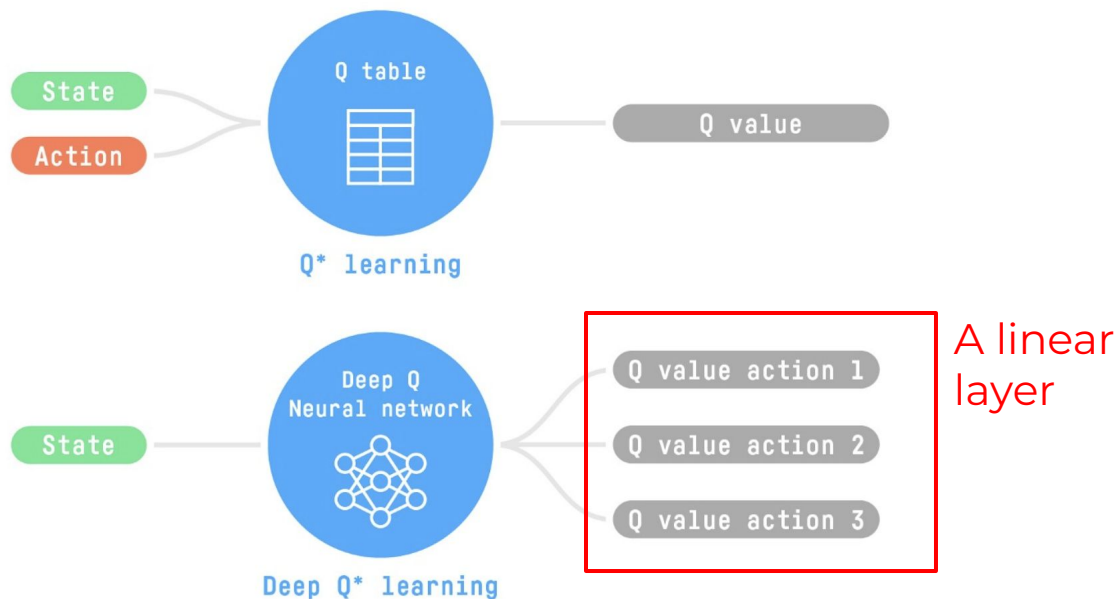 State
Action
Q table
Q value
Q* learning
State
Deep Q
Neural network
Q value action 1
Q value action 2
Q value action 3
A linear
layer
Deep Q* learning